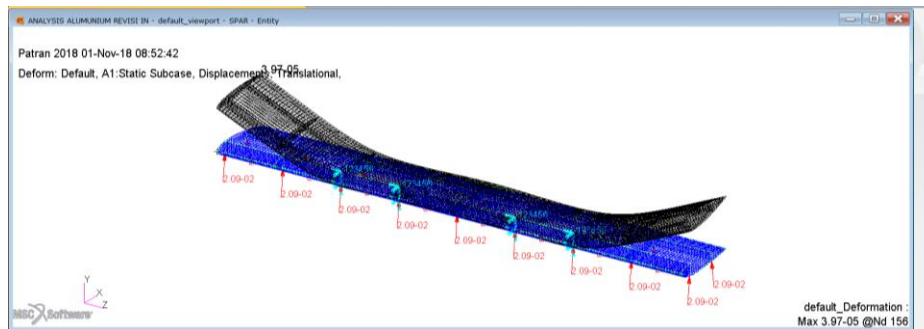 ANALYSIS ALUMUNIUM REVISI IN - default_viewport - SPAR - Entity
Patran 2018 01-Nov-18 08:52:42
Deform: Default, A1:Static Subcase, Displacements, Translational,
3.97-05
2.09-02
2.09-02
2.09-02
2.09-02
2.09-02
2.09-02
2.09-02
2.09-02
2.09-02
2.09-02
123456
Y
X
Z
MSC Software
default_Deformation :
Max 3.97-05 @Nd 156